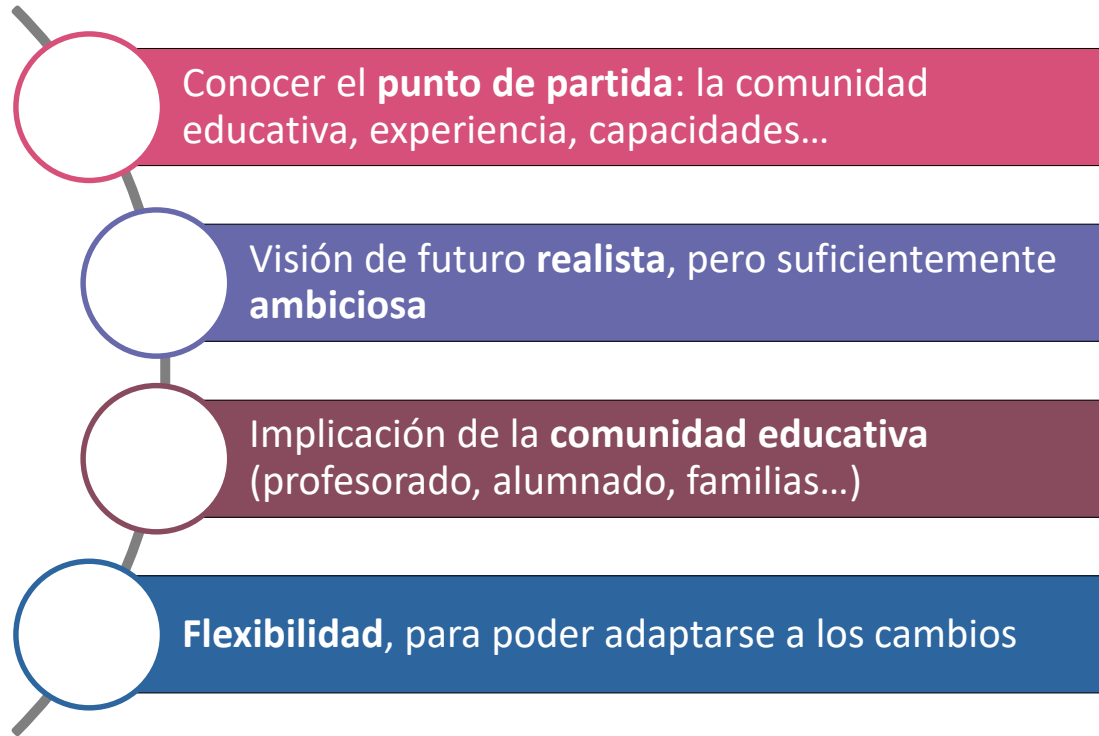 Conocer el punto de partida: la comunidad
educativa, experiencia, capacidades…
Visión de futuro realista, pero suficientemente
ambiciosa
Implicación de la comunidad educativa
(profesorado, alumnado, familias…)
Flexibilidad, para poder adaptarse a los cambios